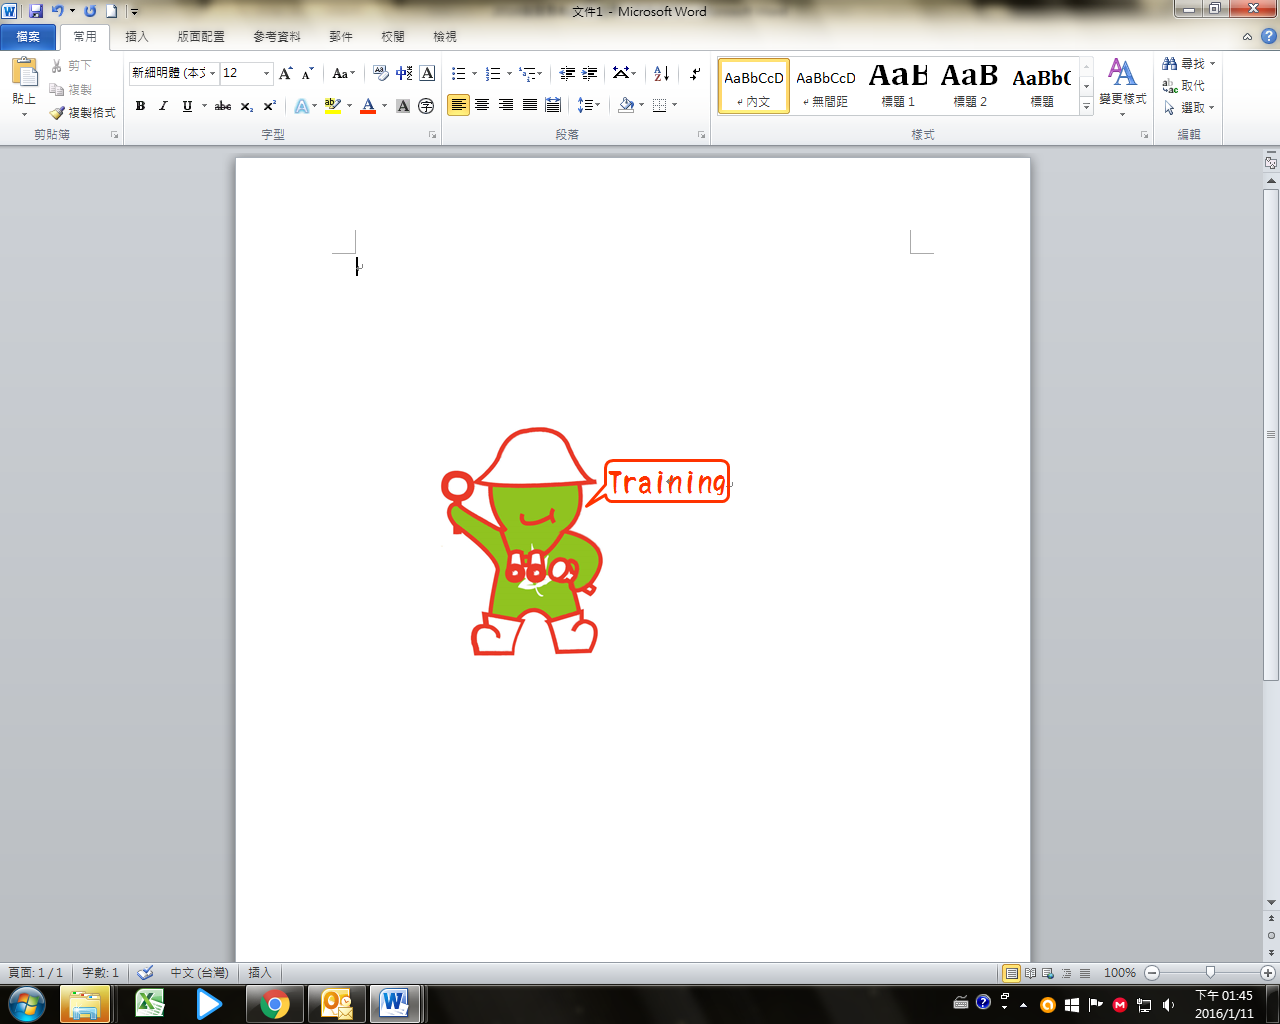 文件1 - Microsoft Word
檔案 常用 插入 版面配置 參考資料 郵件 校閱 檢視
貼上
剪下
複製
複製格式
剪貼簿
新細明體 (本文 12
字型
段落
AaBbCcD AaBbCcD AaB AaB AaBbC
內文 無間距 標題 1 標題 2 標題
變更樣式
樣式
尋找
取代
選取
編輯
Training
頁面: 1 / 1 字數: 1 中文 (台灣) 插入 100%
下午 01:45
2016/1/11